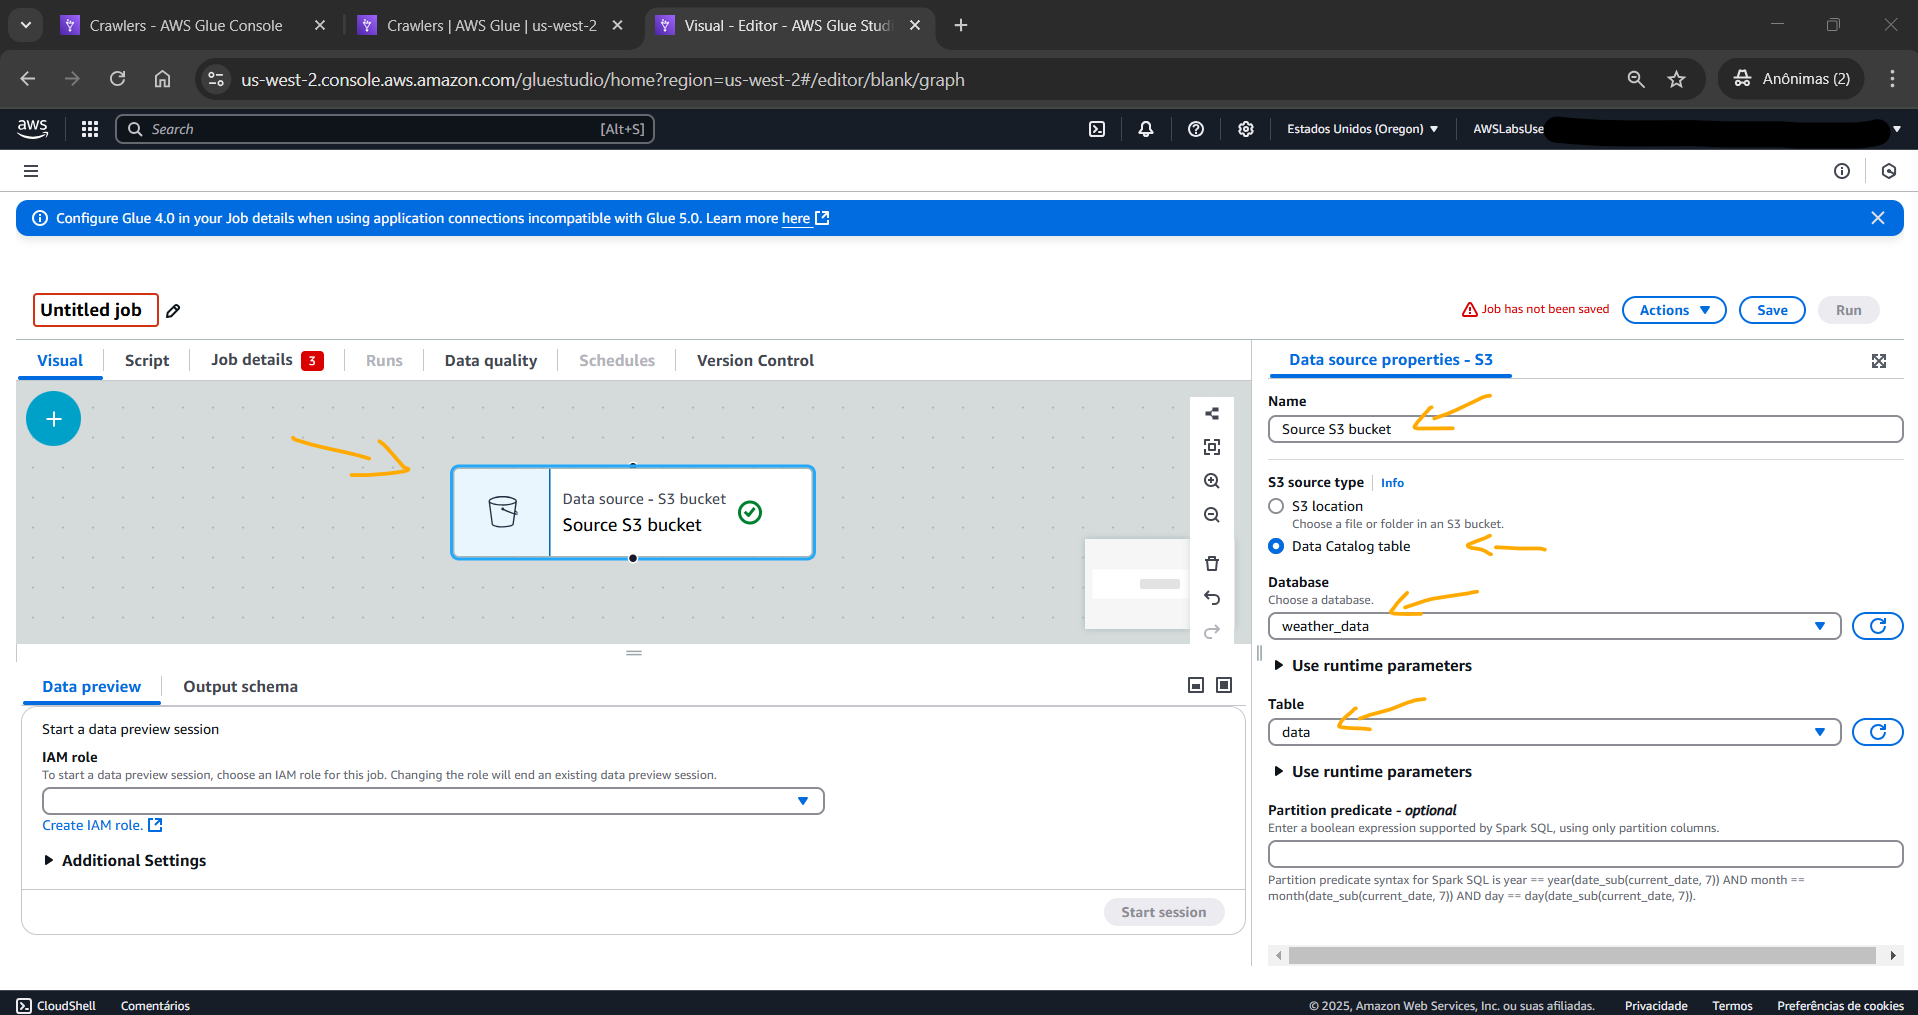 Crawlers - AWS Glue Console
Crawlers | AWS Glue | us-west-2
Visual - Editor - AWS Glue Studi
us-west-2.console.aws.amazon.com/gluestudio/home?region=us-west-2#/editor/blank/graph
Anônimas (2)
aws
Search
[Alt+S]
Estados Unidos (Oregon)
AWSLabsUse
Configure Glue 4.0 in your Job details when using application connections incompatible with Glue 5.0. Learn more here
Untitled job
Job has not been saved
Actions
Save
Run
Visual
Script
Job details 3
Runs
Data quality
Schedules
Version Control
Data source - S3 bucket
Source S3 bucket
Data preview
Output schema
Start a data preview session
IAM role
To start a data preview session, choose an IAM role for this job. Changing the role will end an existing data preview session.
Create IAM role.
Additional Settings
Start session
Data source properties - S3
Name
Source S3 bucket
S3 source type
Info
S3 location
Choose a file or folder in an S3 bucket.
Data Catalog table
Database
Choose a database.
weather_data
Use runtime parameters
Table
data
Use runtime parameters
Partition predicate - optional
Enter a boolean expression supported by Spark SQL, using only partition columns.
Partition predicate syntax for Spark SQL is year == year(date_sub(current_date, 7)) AND month ==
month(date_sub(current_date, 7)) AND day == day(date_sub(current_date, 7)).
CloudShell
Comentários
© 2025, Amazon Web Services, Inc. ou suas afiliadas.
Privacidade
Termos
Preferências de cookies